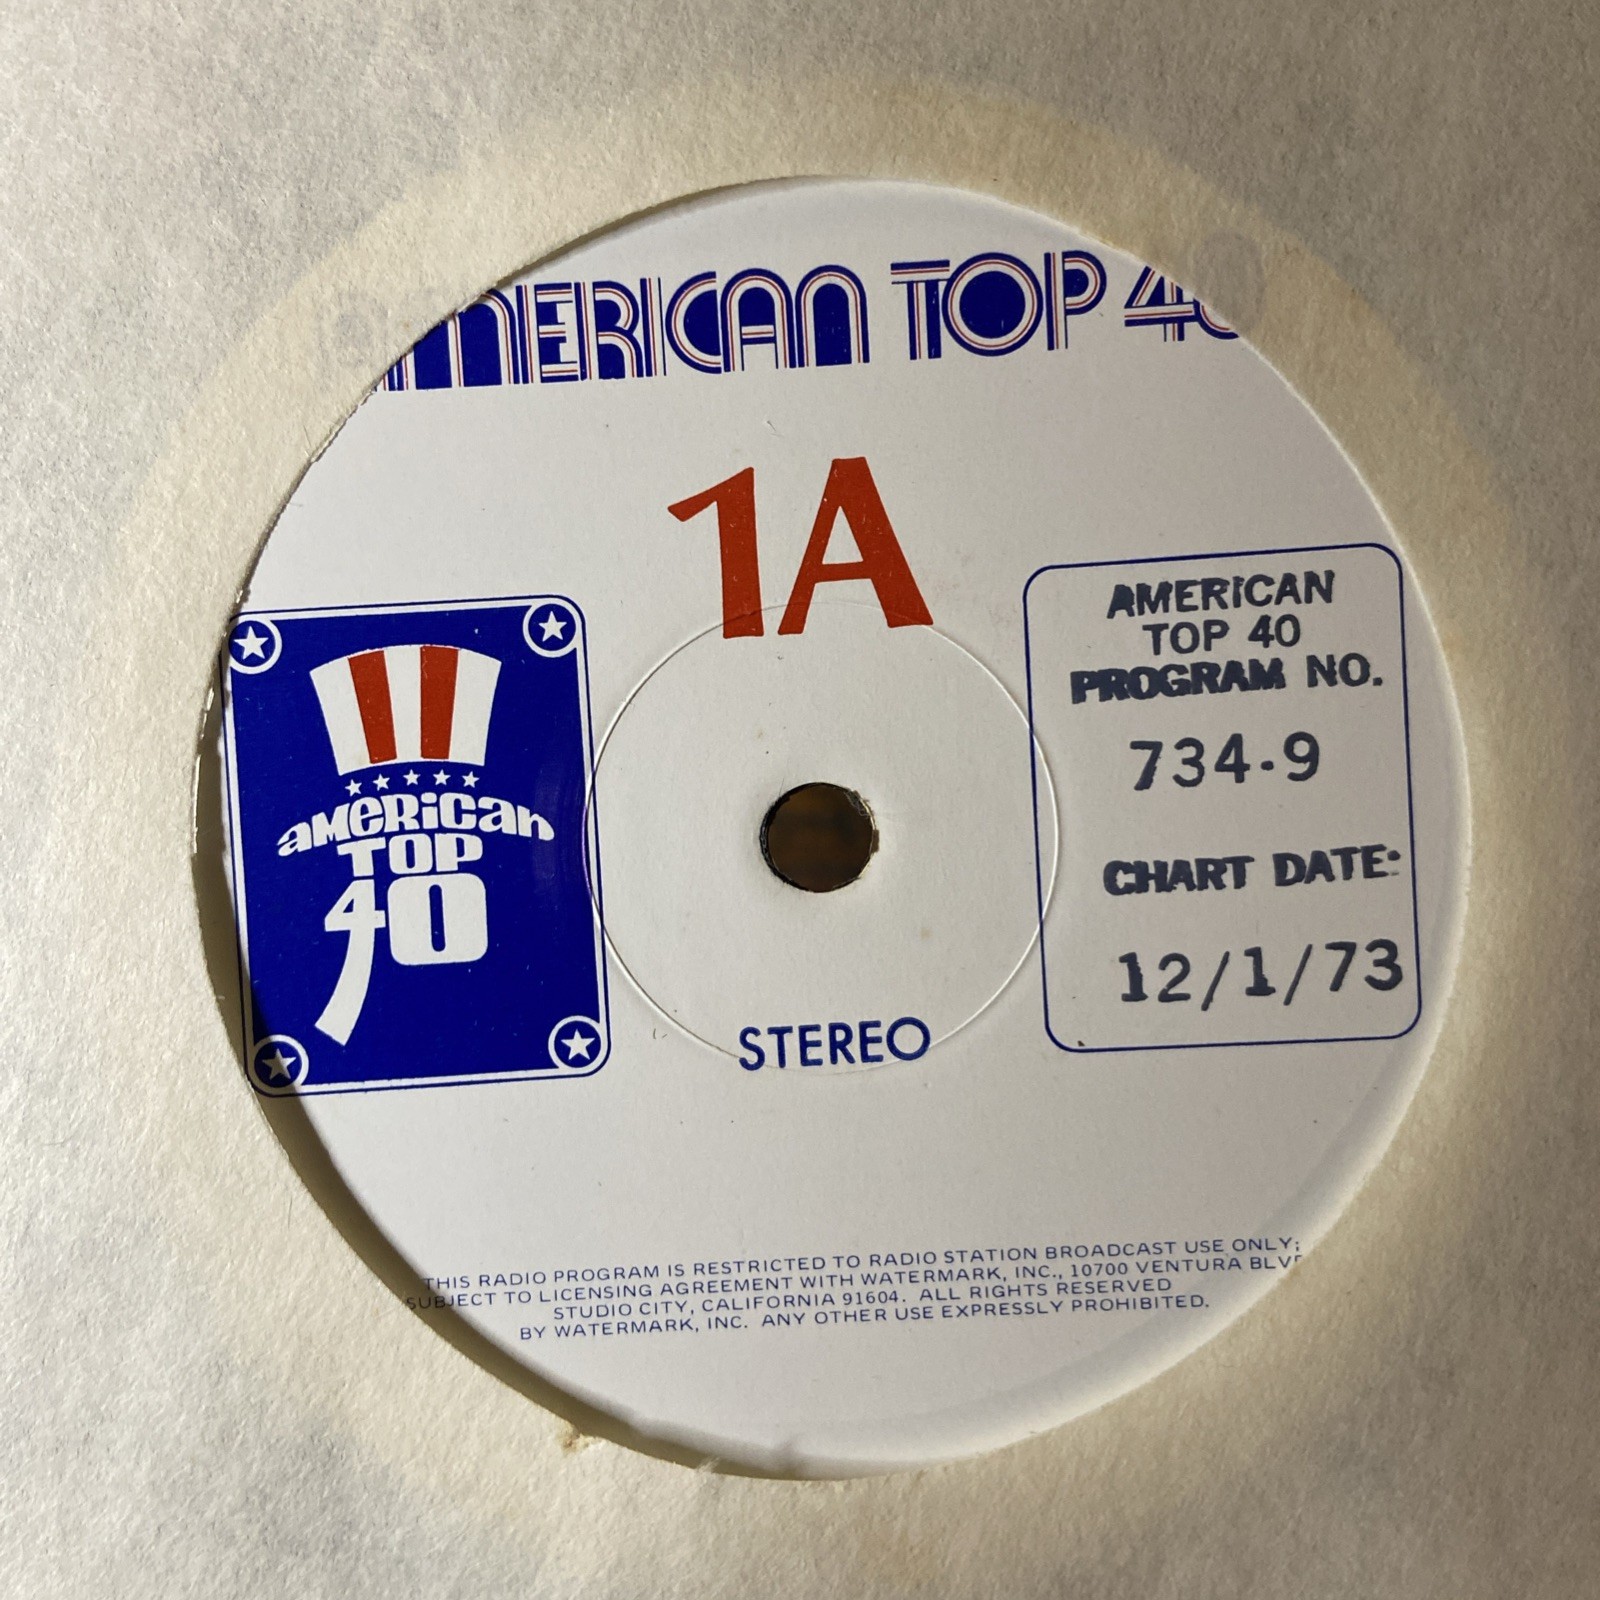 AMERICAN TOP 40
1A
AMERICAN
TOP
40
AMERICAN
TOP 40
PROGRAM NO.
734-9
CHART DATE:
12/1/73
STEREO
THIS RADIO PROGRAM IS RESTRICTED TO RADIO STATION BROADCAST USE ONLY;
SUBJECT TO LICENSING AGREEMENT WITH WATERMARK, INC., 10700 VENTURA BLV
STUDIO CITY, CALIFORNIA 91604. ALL RIGHTS RESERVED
BY WATERMARK, INC. ANY OTHER USE EXPRESSLY PROHIBITED.